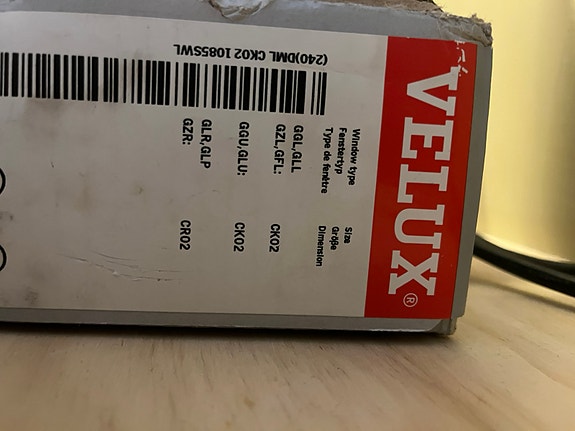 VELUX®
Window type Size
Fenstertyp Größe
Type de fenêtre Dimension
GGL,GLL
GZL,GFL: CK02
GGU,GLU: CK02
GLR,GLP
GZR: CR02
(240)DML CK02 1085SWL